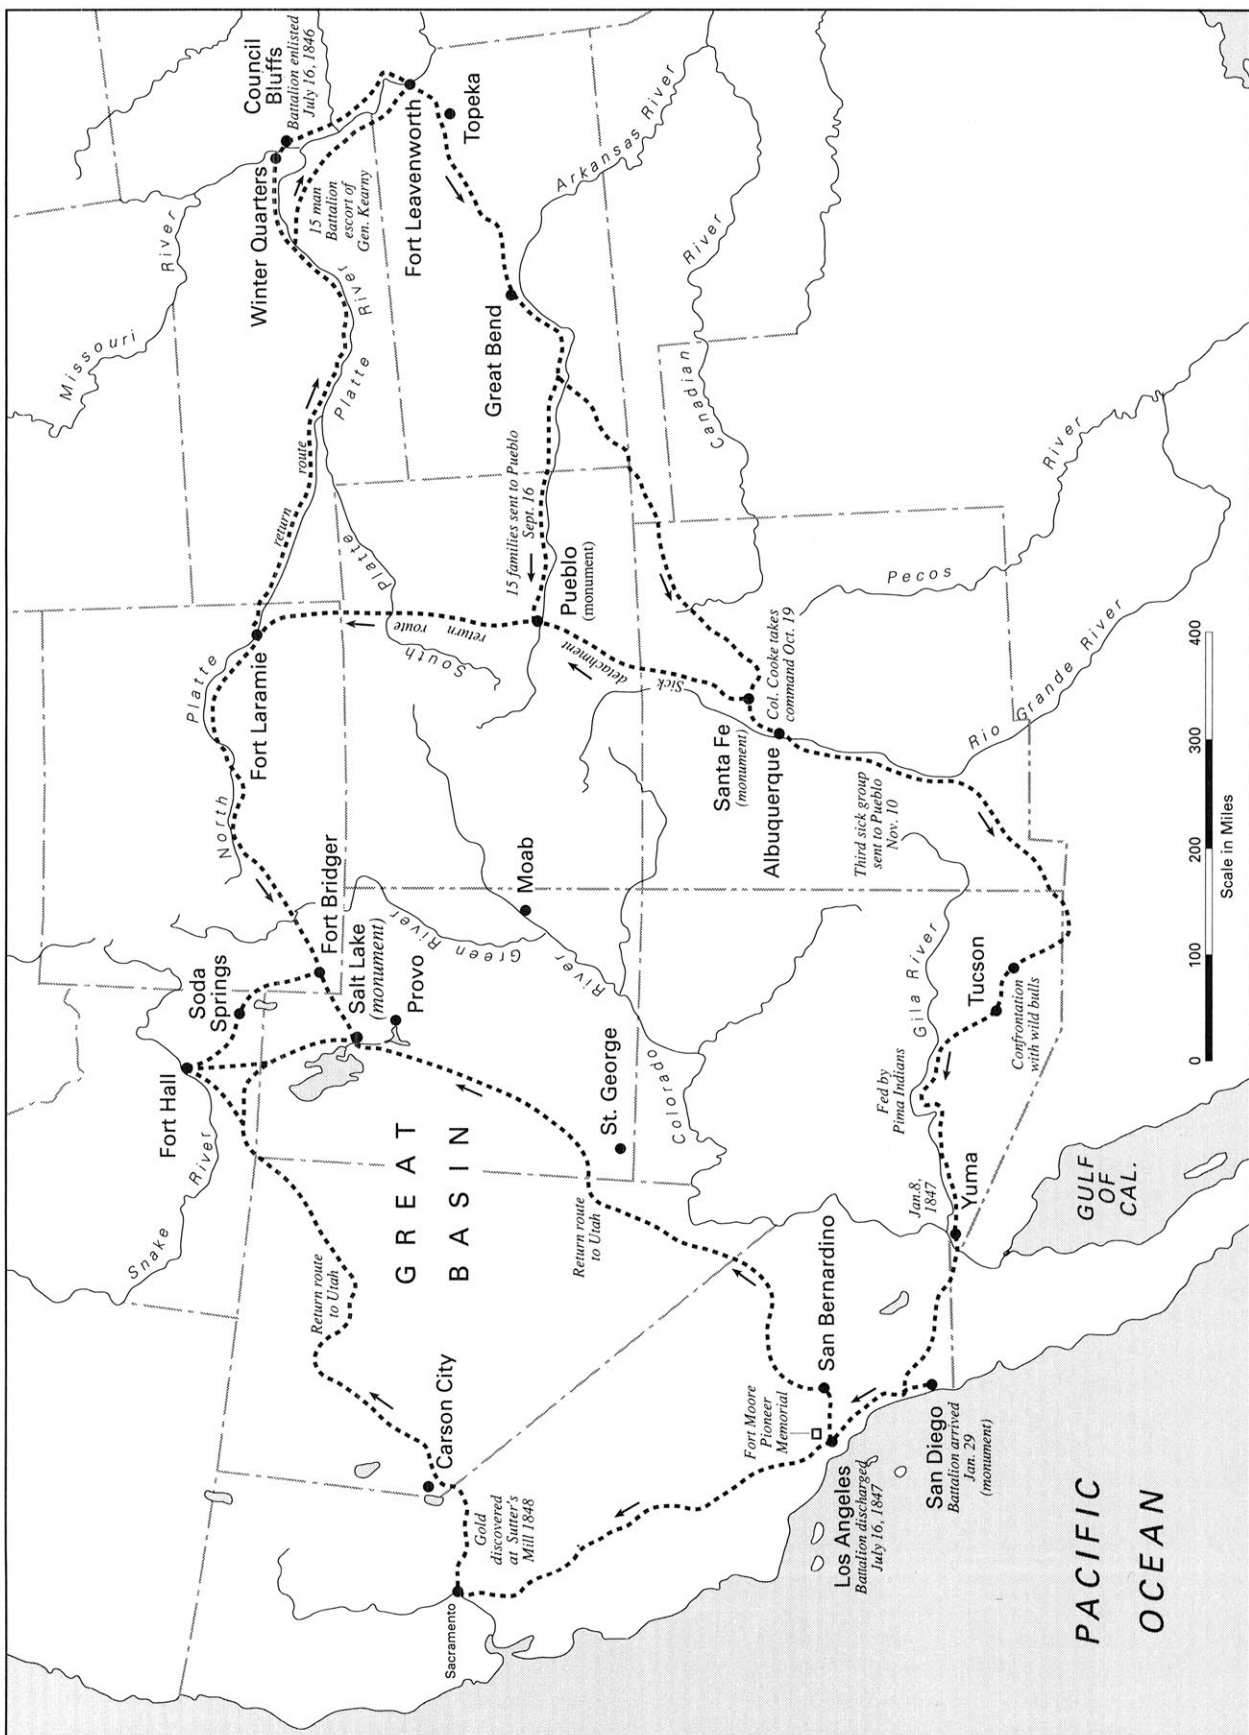 Council
Bluffs
Battalion enlisted
July 16, 1846
Winter Quarters
15 man
Battalion
escort of
Gen. Kearny
Fort Leavenworth
Topeka
Missouri
River
Platte
River
Arkansas River
Great Bend
Canadian
River
return
route
15 families sent to Pueblo
Sept. 16
Pueblo
(monument)
Fort Laramie
North
Platte
South
Platte
return
route
Sick
detachment
Pecos
River
Santa Fe
(monument)
Albuquerque
Col. Cooke takes
command Oct. 19
Rio Grande River
Third sick group
sent to Pueblo
Nov. 10
Moab
Green River
Fort Bridger
Soda
Springs
Salt Lake
(monument)
Provo
Fort Hall
Snake
River
GREAT
BASIN
St. George
Colorado
River
Gila River
Tucson
Confrontation
with wild bulls
Fed by
Pima Indians
Jan.8,
1847
Yuma
GULF
OF
CAL.
Return route
to Utah
Return route
to Utah
San Bernardino
Fort Moore
Pioneer
Memorial
Los Angeles
Battalion discharged
July 16, 1847
San Diego
Battalion arrived
Jan. 29
(monument)
Carson City
Gold
discovered
at Sutter's
Mill 1848
Sacramento
PACIFIC
OCEAN
0
100
200
300
400
Scale in Miles